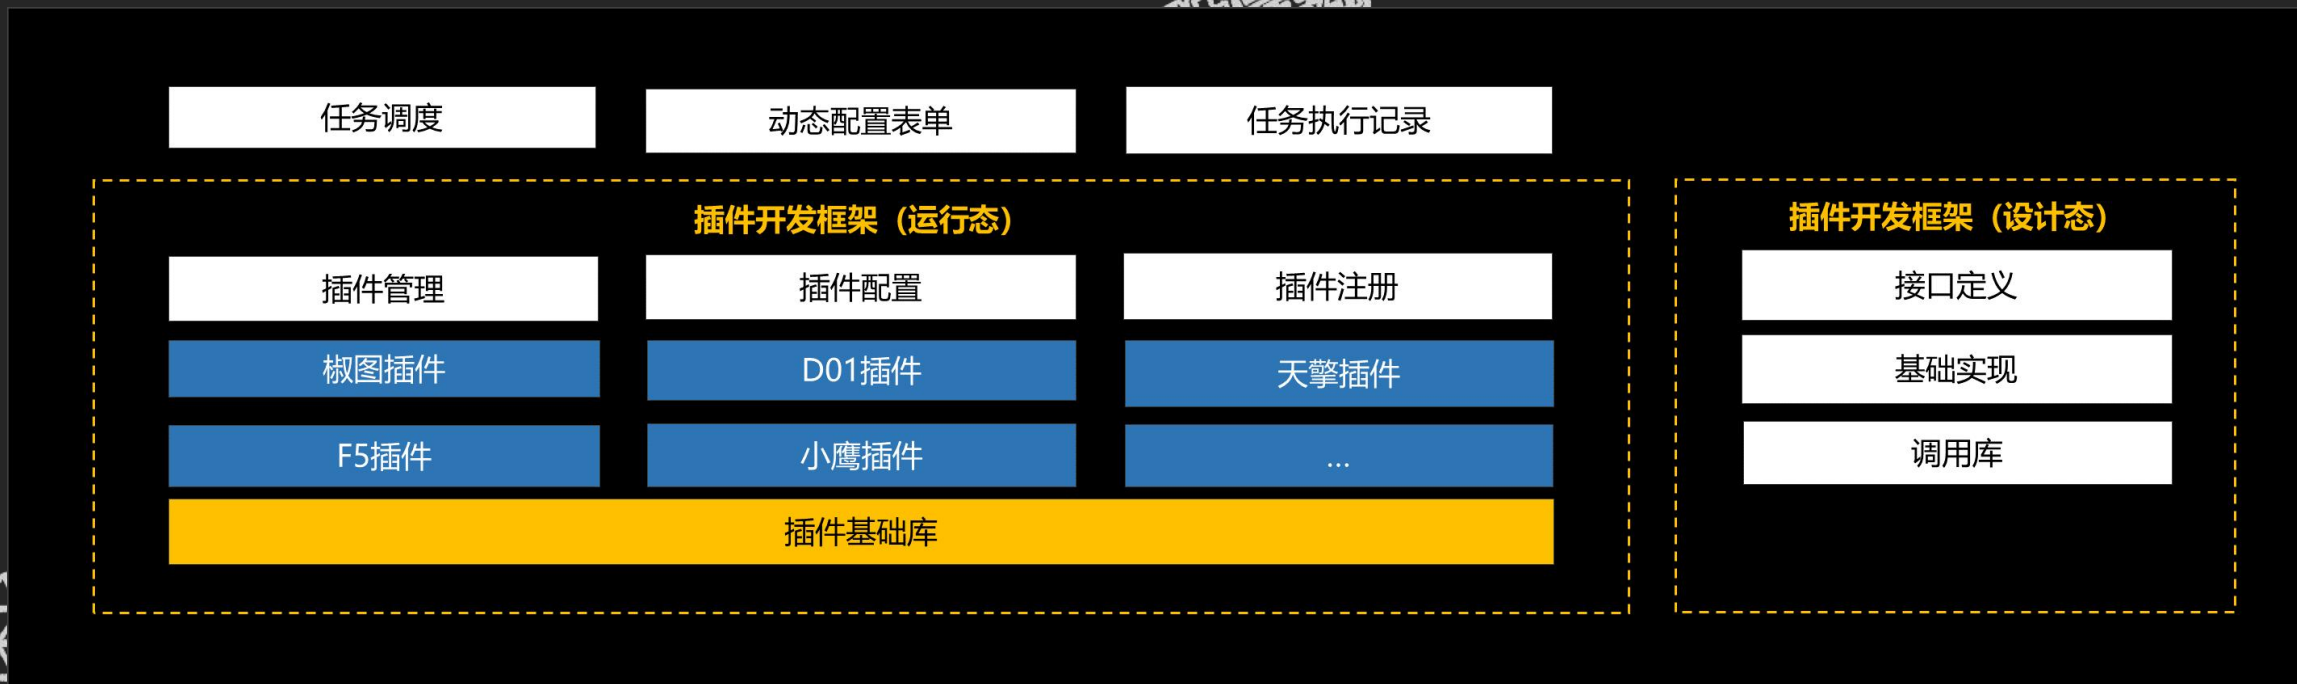 任务调度
动态配置表单
任务执行记录
插件开发框架（运行态）
插件管理
插件配置
插件注册
椒图插件
D01插件
天擎插件
F5插件
小鹰插件
...
插件基础库
插件开发框架（设计态）
接口定义
基础实现
调用库